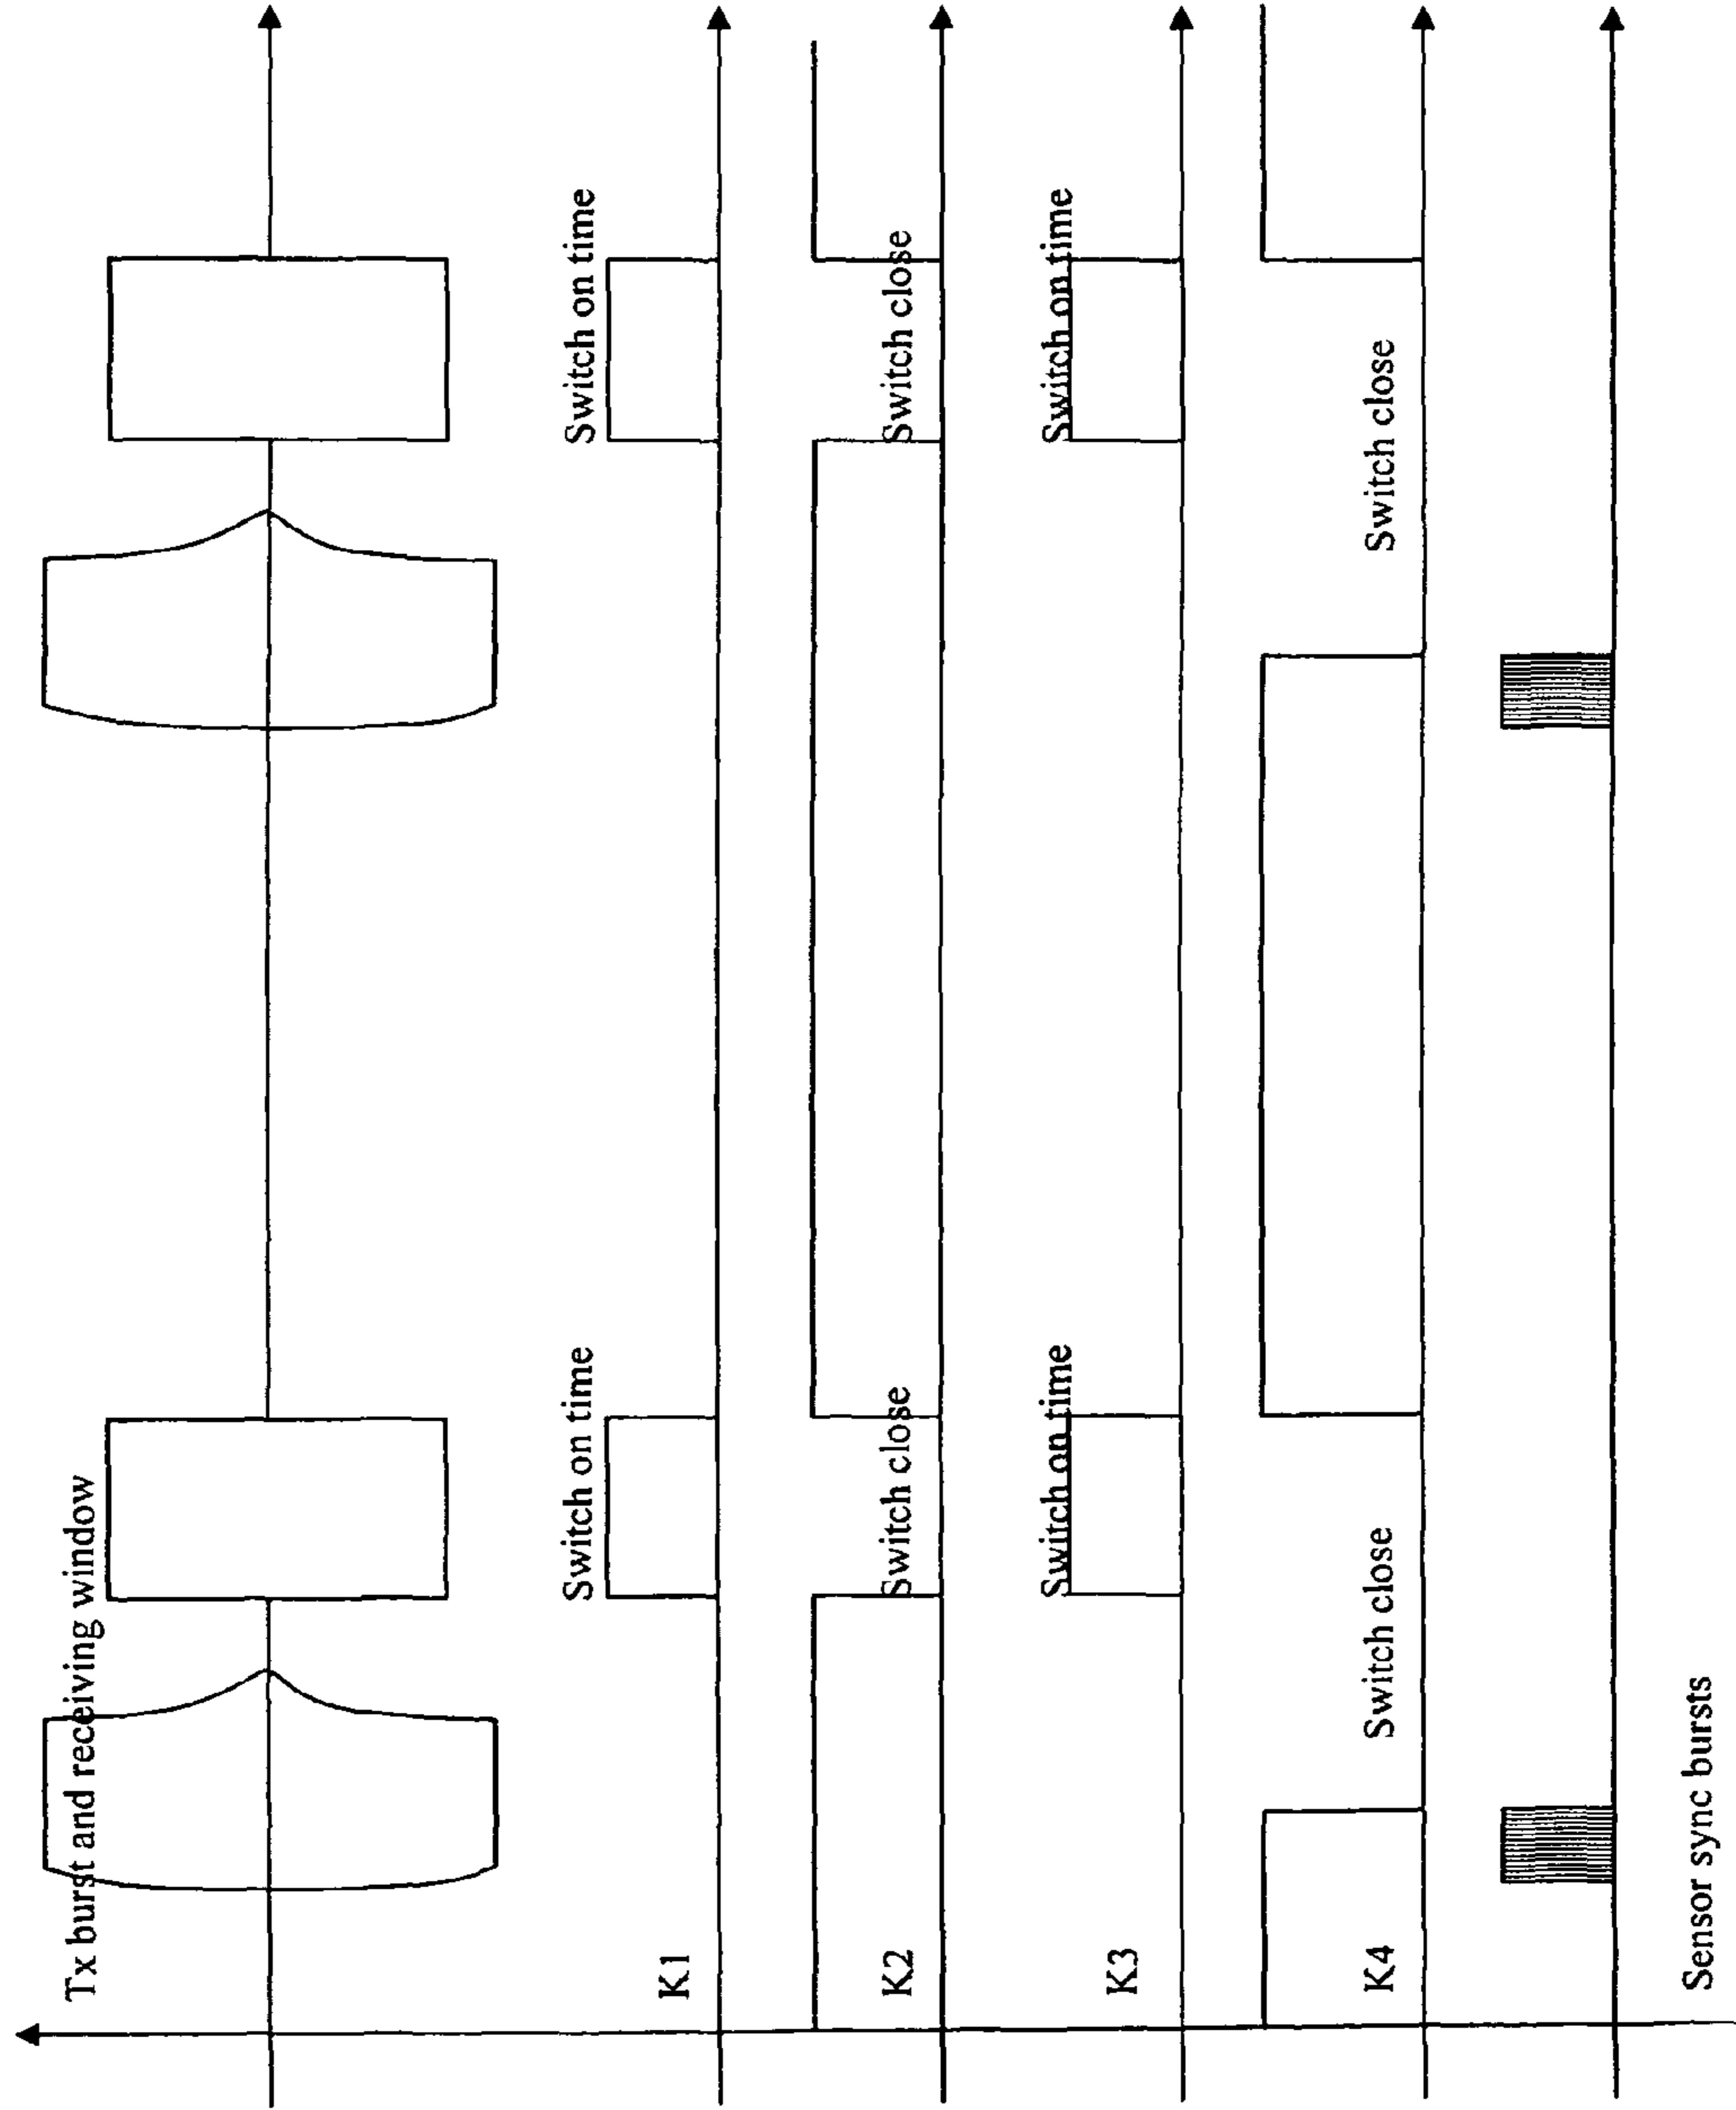 Tx burst and receiving window
Switch on time
Switch on time
K1
K2
Switch close
Switch close
Switch on time
Switch on time
K3
K4
Switch close
Switch close
Sensor sync bursts